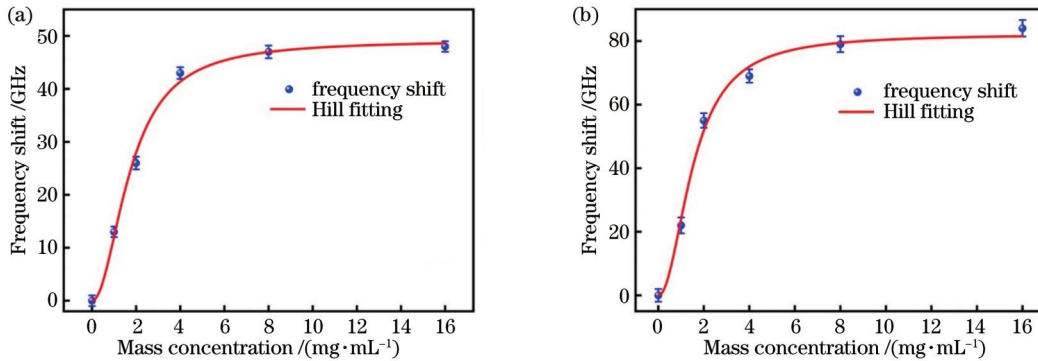 (a)
50
40
30
20
10
0
Frequency shift /GHz
frequency shift
Hill fitting
0 2 4 6 8 10 12 14 16
Mass concentration /(mg·mL⁻¹)
(b)
80
60
40
20
0
Frequency shift /GHz
frequency shift
Hill fitting
0 2 4 6 8 10 12 14 16
Mass concentration /(mg·mL⁻¹)